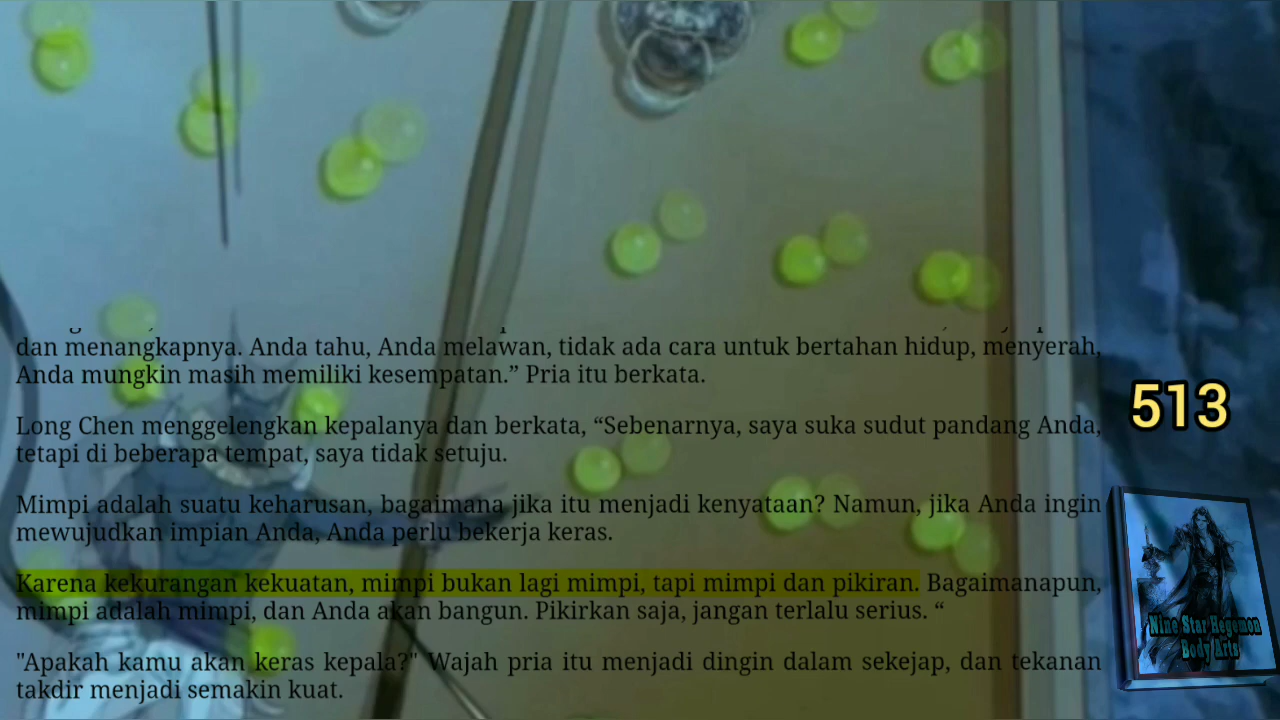 dan menangkapnya. Anda tahu, Anda melawan, tidak ada cara untuk bertahan hidup, menyerah,
Anda mungkin masih memiliki kesempatan.” Pria itu berkata.
Long Chen menggelengkan kepalanya dan berkata, “Sebenarnya, saya suka sudut pandang Anda,
tetapi di beberapa tempat, saya tidak setuju.
Mimpi adalah suatu keharusan, bagaimana jika itu menjadi kenyataan? Namun, jika Anda ingin
mewujudkan impian Anda, Anda perlu bekerja keras.
Karena kekurangan kekuatan, mimpi bukan lagi mimpi, tapi mimpi dan pikiran. Bagaimanapun,
mimpi adalah mimpi, dan Anda akan bangun. Pikirkan saja, jangan terlalu serius. “
"Apakah kamu akan keras kepala?" Wajah pria itu menjadi dingin dalam sekejap, dan tekanan
takdir menjadi semakin kuat.
513
Nine Star Hegemon
Body Arts